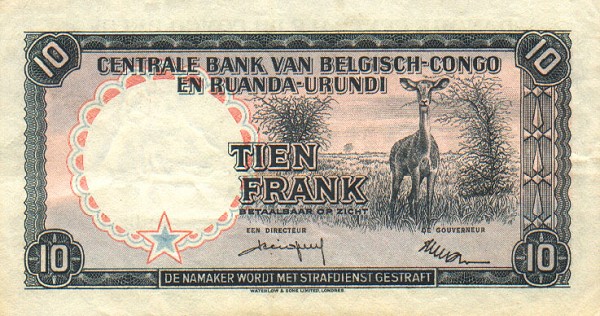 10 10
CENTRALE BANK VAN BELGISCH-CONGO
EN RUANDA-URUNDI
TIEN
FRANK
BETAALBAAR OP ZICHT
EEN DIRECTEUR DE GOUVERNEUR
10 10
DE NAMAKER WORDT MET STRAFDIENST GESTRAFT
WATERLOW & SONS LIMITED, LONDRES.